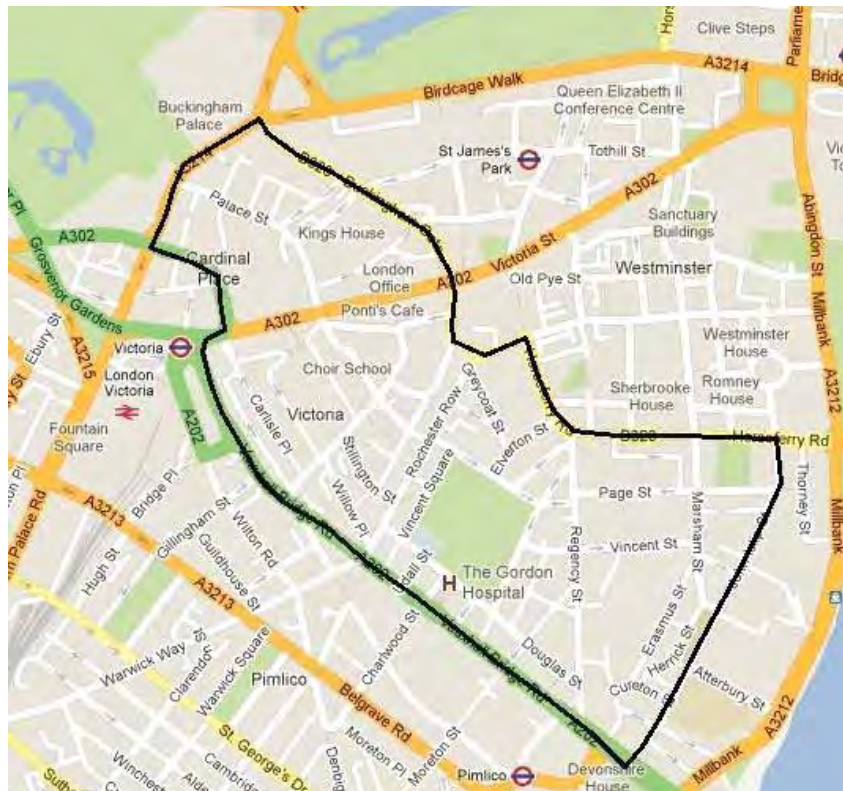 Clive Steps
A3214
Birdcage Walk
Buckingham
Palace
Queen Elizabeth II
Conference Centre
St James's
Park
Tothill St
A302
Palace St
Kings House
Victoria St
Sanctuary
Buildings
Abingdon St
A302
Grosvenor Gardens
Cardinal
Place
London
Office
Old Pye St
Westminster
Millbank
A302
Ponti's Cafe
Westminster
House
Ebury St
A3215
Victoria
London
Victoria
Choir School
Greycoat St
Sherbrooke
House
Romney
House
A3212
Carlisle Pl
Victoria
Rochester Row
Fountain
Square
A202
Stillington St
Elverton St
Horseferry Rd
Bridge Pl
Willow Pl
Vincent Square
Page St
Thorney St
A3213
Gillingham St
Wilton Rd
Marsham St
Millbank
Hugh St
Guildhouse St
Regency St
Vincent St
A3213
The Gordon
Hospital
H
Erasmus St
Herrick St
Warwick Way
Warwick Square
Charlwood St
Douglas St
Cureton St
Atterbury St
Pimlico
Belgrave Rd
A202
A3212
St. George's Dr
Moreton Pl
Moreton St
Pimlico
Devonshire
House
Millbank